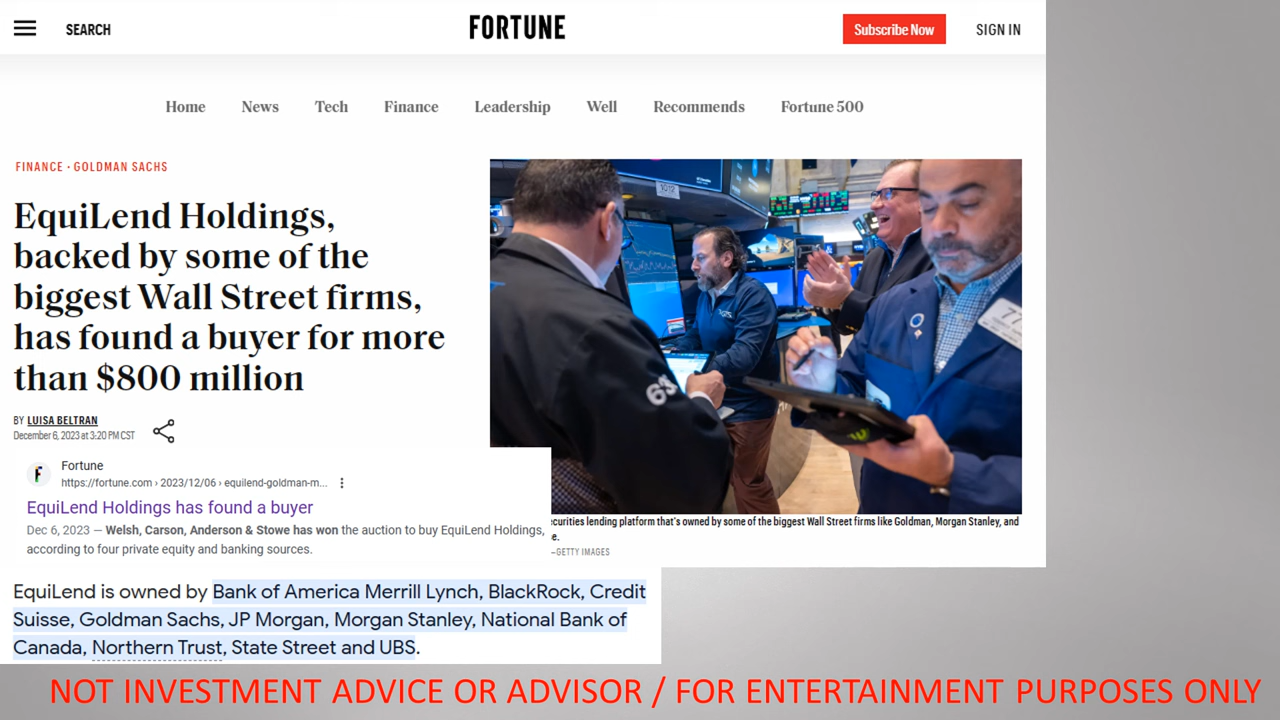 SEARCH
FORTUNE
Subscribe Now
SIGN IN
Home News Tech Finance Leadership Well Recommends Fortune 500
FINANCE · GOLDMAN SACHS
EquiLend Holdings,
backed by some of the
biggest Wall Street firms,
has found a buyer for more
than $800 million
BY LUISA BELTRAN
December 6, 2023 at 3:20 PM CST
63
Fortune
https://fortune.com › 2023/12/06 › equilend-goldman-m...
EquiLend Holdings has found a buyer
Dec 6, 2023 — Welsh, Carson, Anderson & Stowe has won the auction to buy EquiLend Holdings,
according to four private equity and banking sources.
ecurities lending platform that's owned by some of the biggest Wall Street firms like Goldman, Morgan Stanley, and
e.
—GETTY IMAGES
EquiLend is owned by Bank of America Merrill Lynch, BlackRock, Credit
Suisse, Goldman Sachs, JP Morgan, Morgan Stanley, National Bank of
Canada, Northern Trust, State Street and UBS.
NOT INVESTMENT ADVICE OR ADVISOR / FOR ENTERTAINMENT PURPOSES ONLY